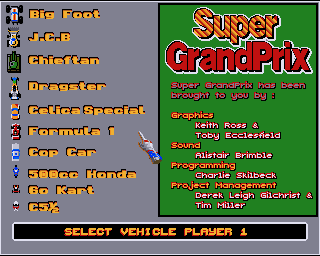 Big Foot
J.C.B
Chieftan
Dragster
Celica Special
Formula 1
Cop Car
500cc Honda
Go Kart
C5½
Super
GrandPrix
Super GrandPrix has been
brought to you by :
Graphics
Keith Ross &
Toby Ecclesfield
Sound
Alistair Brimble
Programming
Charlie Skilbeck
Project Management
Derek Leigh Gilchrist &
Tim Miller
SELECT VEHICLE PLAYER 1